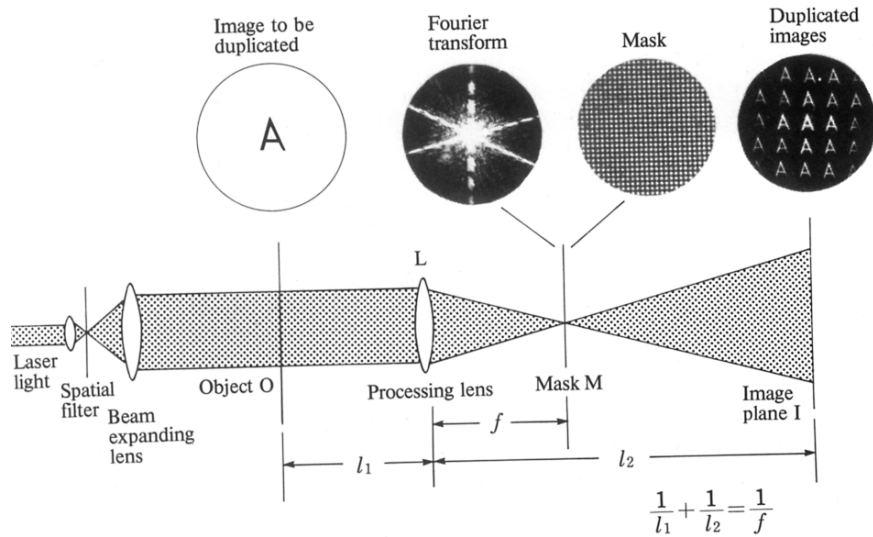 Image to be
duplicated
Fourier
transform
Mask
Duplicated
images
A
L
Laser
light
Spatial
filter
Beam
expanding
lens
Object O
Processing lens
Mask M
Image
plane I
f
l₁
l₂
1/l₁ + 1/l₂ = 1/f